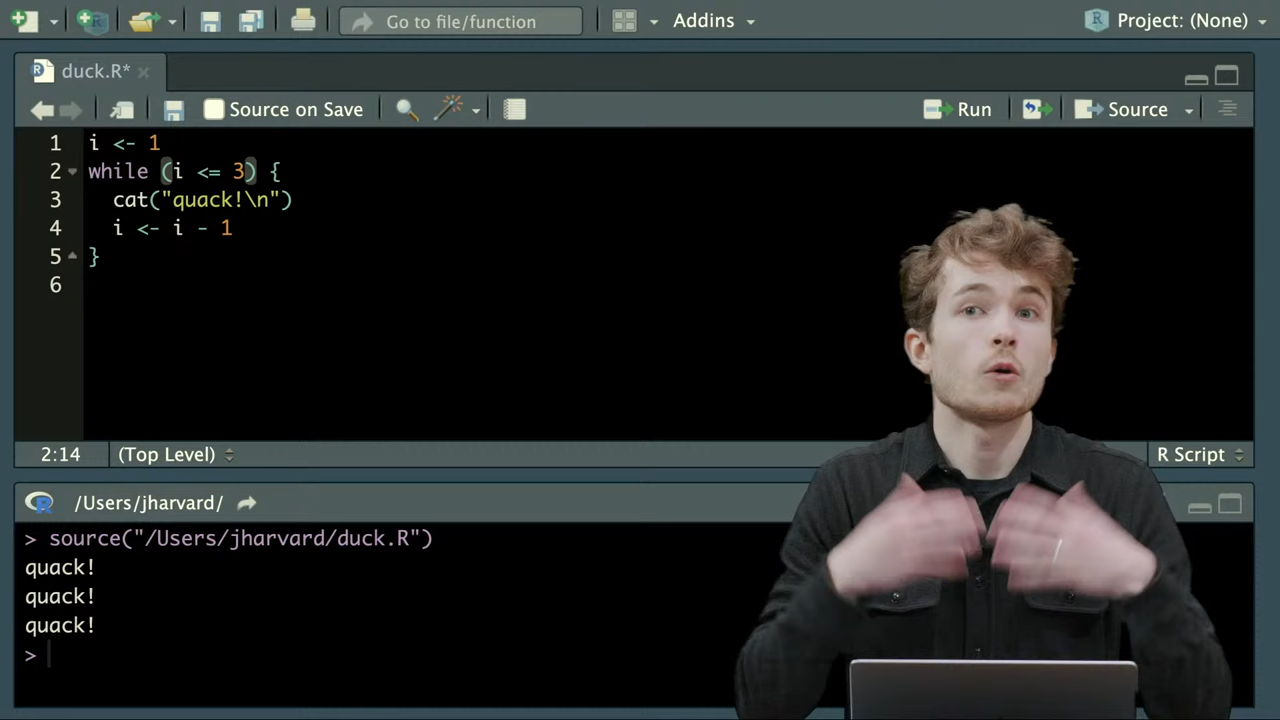 Go to file/function
Addins
Project: (None)
duck.R*
Source on Save
Run
Source
1 i <- 1
2 while (i <= 3) {
3 cat("quack!\n")
4 i <- i - 1
5 }
6
2:14
(Top Level)
R Script
/Users/jharvard/
> source("/Users/jharvard/duck.R")
quack!
quack!
quack!
>